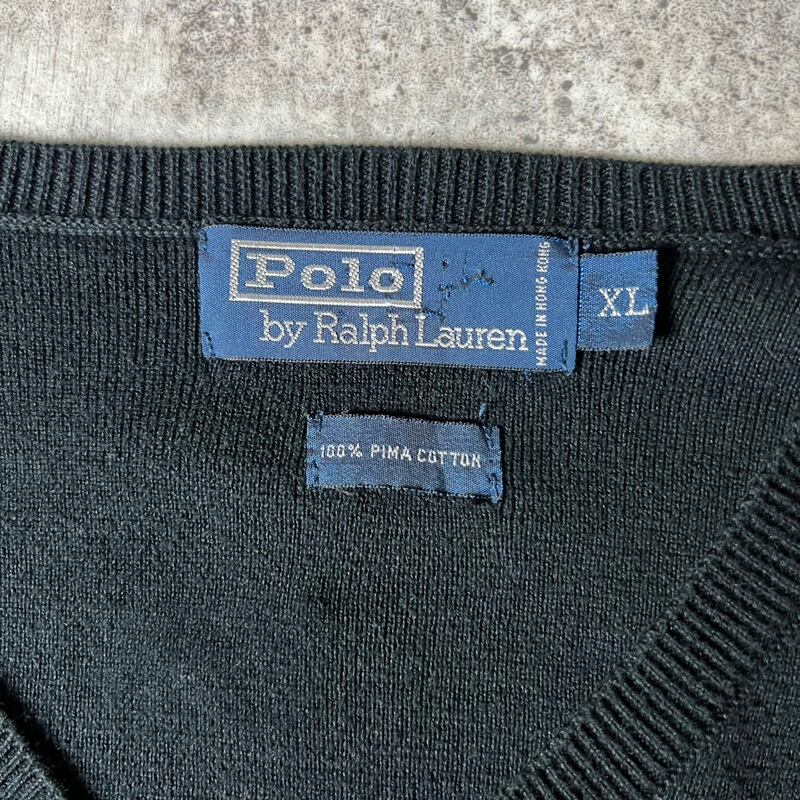 Polo
by Ralph Lauren
MADE IN HONG KONG
XL
100% PIMA COTTON